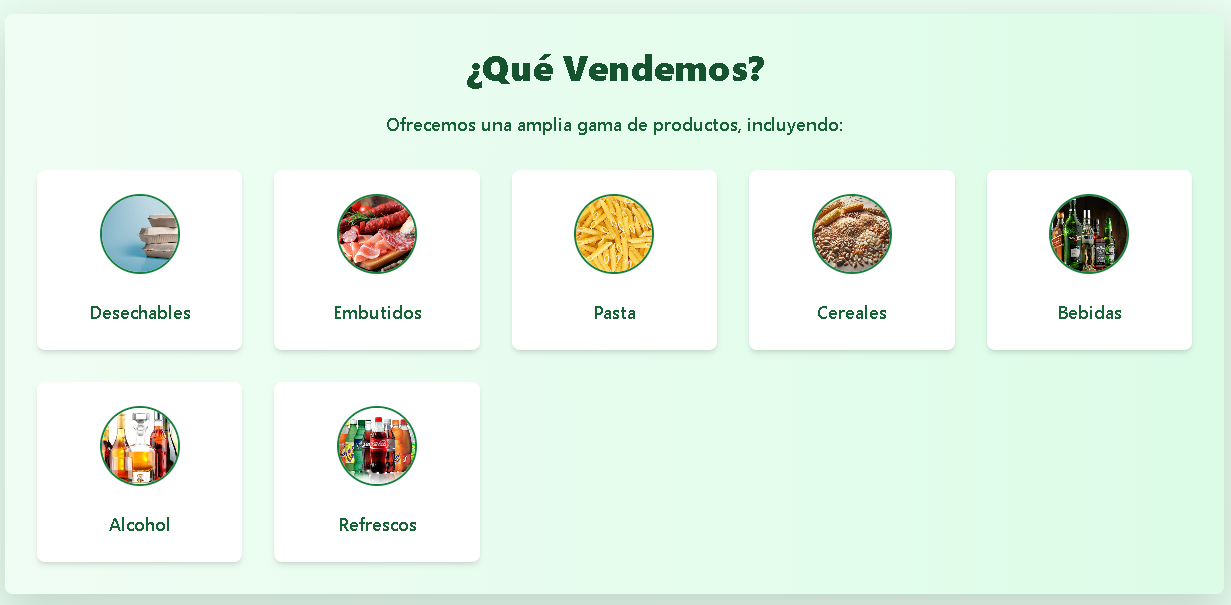 ¿Qué Vendemos?
Ofrecemos una amplia gama de productos, incluyendo:
Desechables
Embutidos
Pasta
Cereales
Bebidas
Alcohol
Refrescos